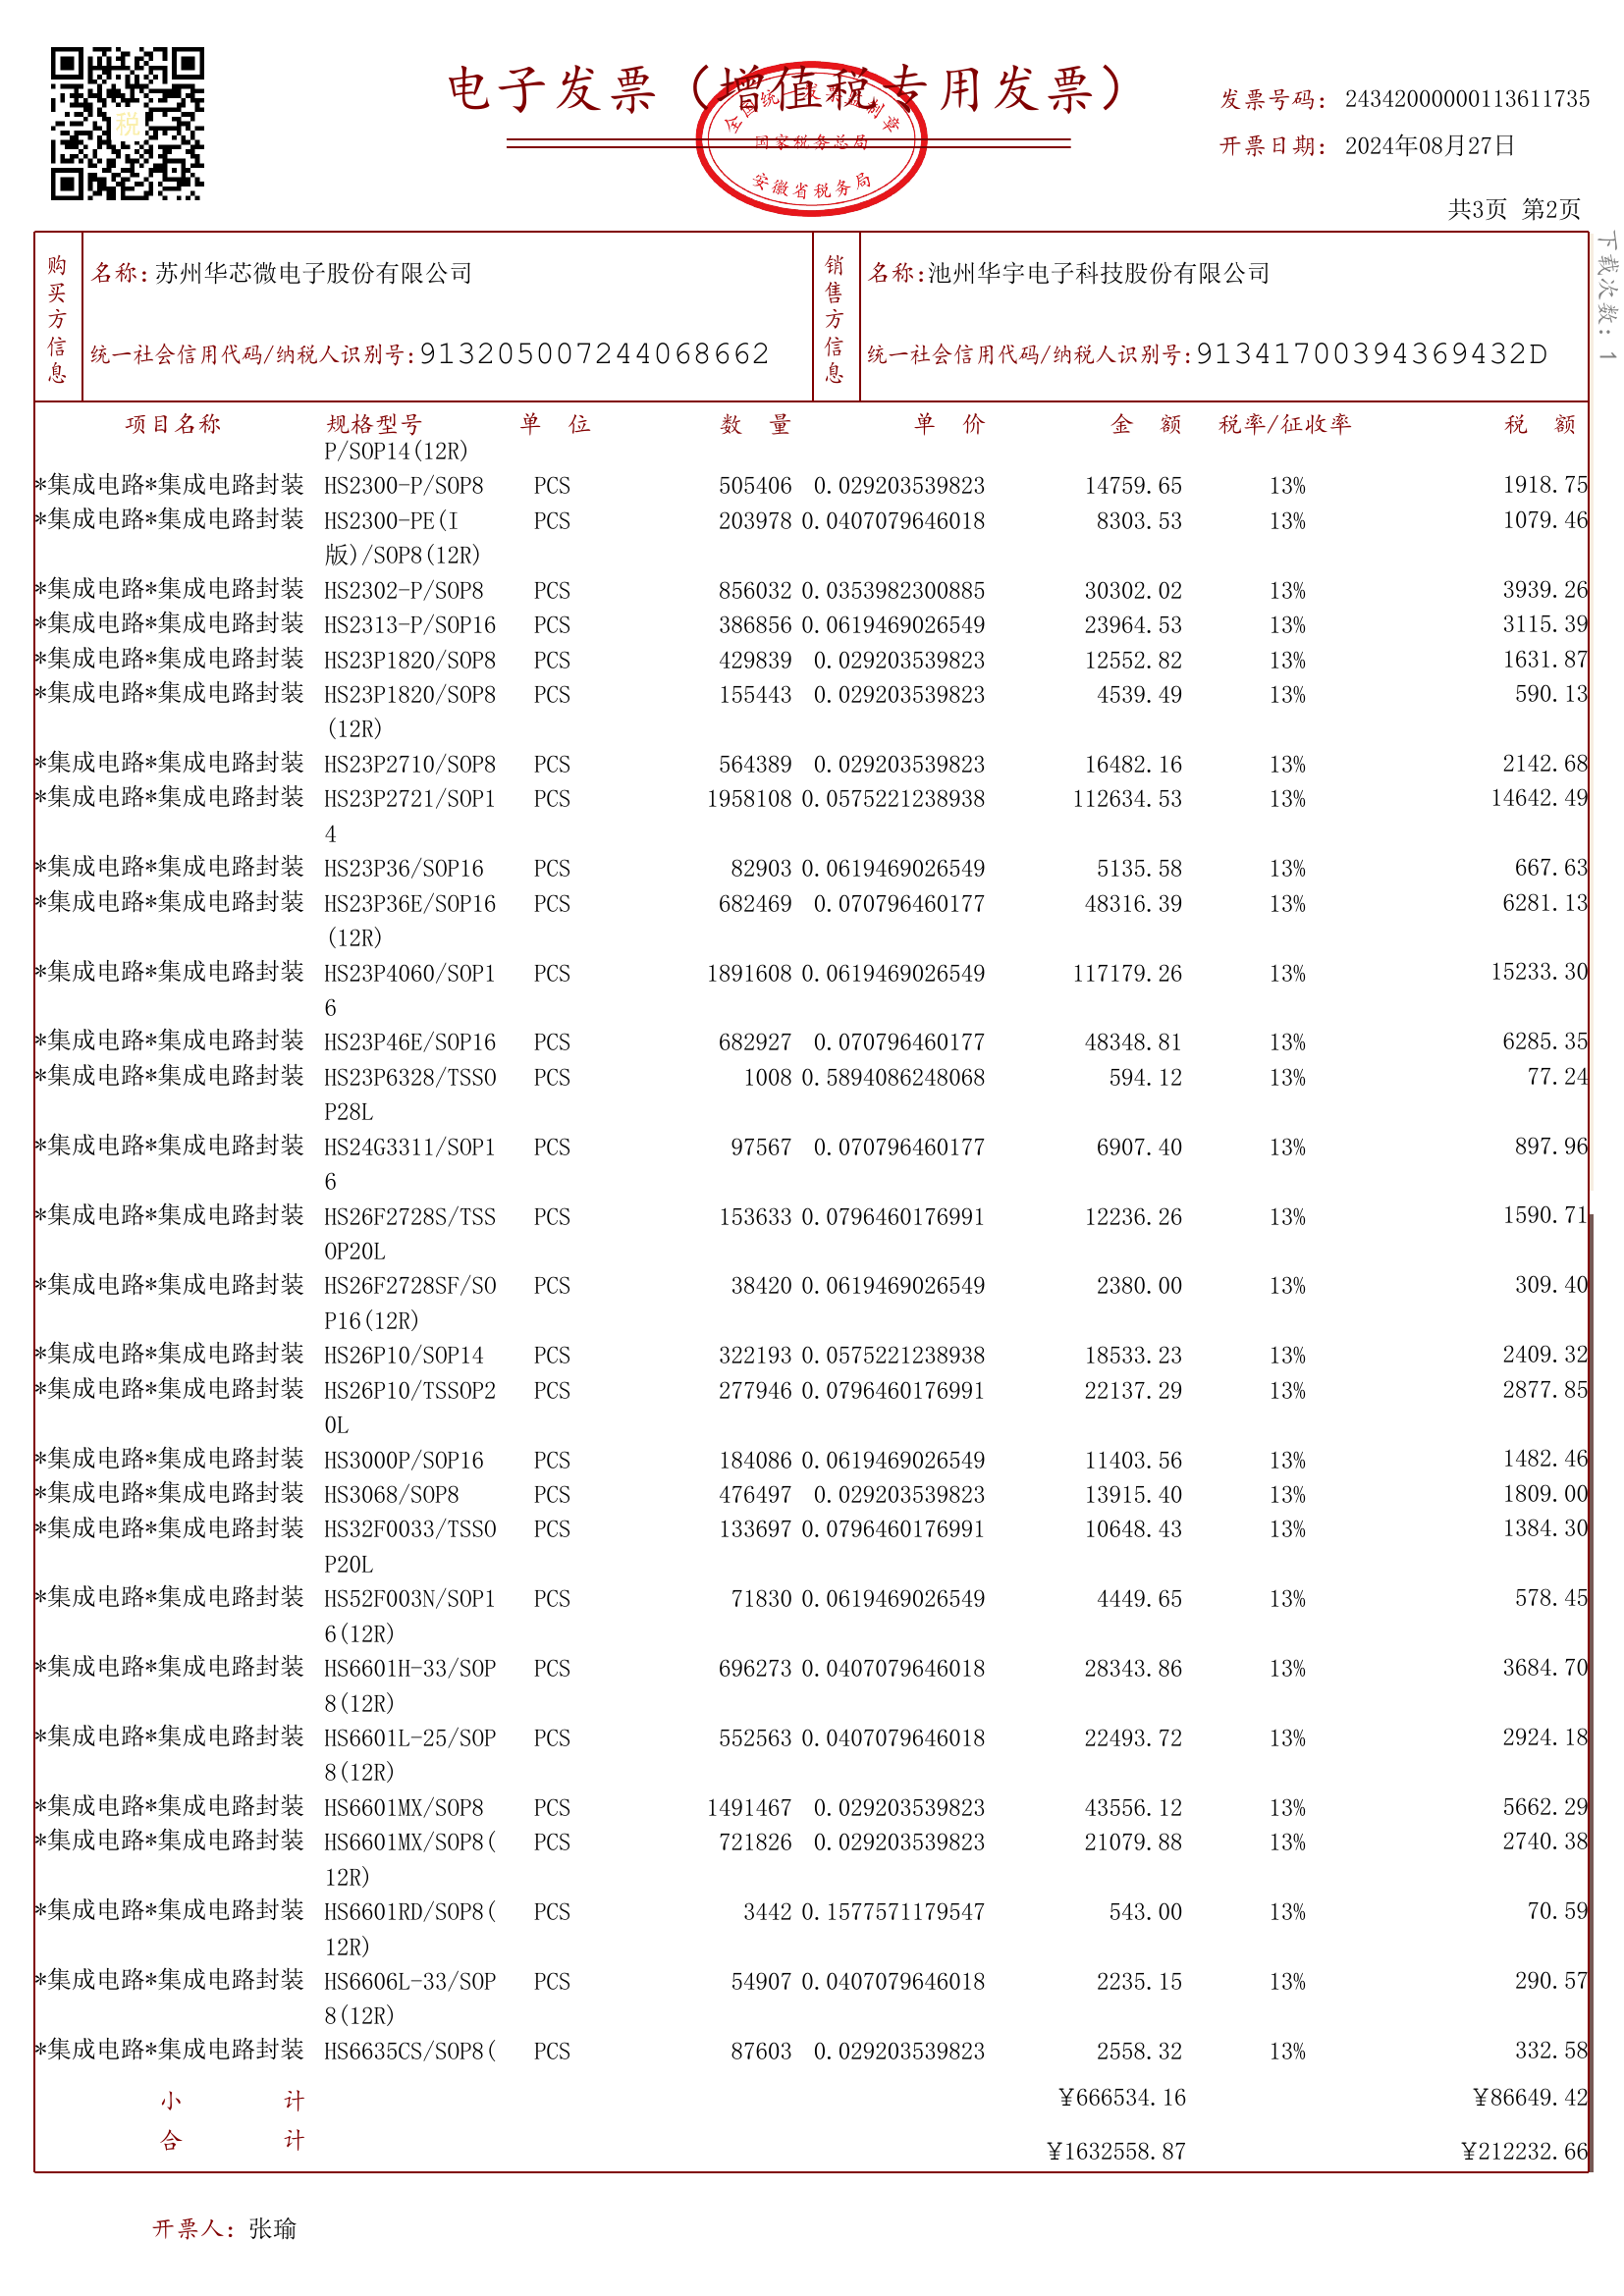 电子发票（增值税专用发票）
全国统一发票监制章
国家税务总局
安徽省税务局
税
发票号码：24342000000113611735
开票日期：2024年08月27日
共3页 第2页
下载次数：1
购买方信息
名称：苏州华芯微电子股份有限公司
统一社会信用代码/纳税人识别号：913205007244068662
销售方信息
名称：池州华宇电子科技股份有限公司
统一社会信用代码/纳税人识别号：91341700394369432D
项目名称 规格型号 单 位 数 量 单 价 金 额 税率/征收率 税 额
P/SOP14(12R)
*集成电路*集成电路封装 HS2300-P/SOP8 PCS 505406 0.029203539823 14759.65 13% 1918.75
*集成电路*集成电路封装 HS2300-PE(I PCS 203978 0.0407079646018 8303.53 13% 1079.46
版)/SOP8(12R)
*集成电路*集成电路封装 HS2302-P/SOP8 PCS 856032 0.0353982300885 30302.02 13% 3939.26
*集成电路*集成电路封装 HS2313-P/SOP16 PCS 386856 0.0619469026549 23964.53 13% 3115.39
*集成电路*集成电路封装 HS23P1820/SOP8 PCS 429839 0.029203539823 12552.82 13% 1631.87
*集成电路*集成电路封装 HS23P1820/SOP8 PCS 155443 0.029203539823 4539.49 13% 590.13
(12R)
*集成电路*集成电路封装 HS23P2710/SOP8 PCS 564389 0.029203539823 16482.16 13% 2142.68
*集成电路*集成电路封装 HS23P2721/SOP1 PCS 1958108 0.0575221238938 112634.53 13% 14642.49
4
*集成电路*集成电路封装 HS23P36/SOP16 PCS 82903 0.0619469026549 5135.58 13% 667.63
*集成电路*集成电路封装 HS23P36E/SOP16 PCS 682469 0.070796460177 48316.39 13% 6281.13
(12R)
*集成电路*集成电路封装 HS23P4060/SOP1 PCS 1891608 0.0619469026549 117179.26 13% 15233.30
6
*集成电路*集成电路封装 HS23P46E/SOP16 PCS 682927 0.070796460177 48348.81 13% 6285.35
*集成电路*集成电路封装 HS23P6328/TSSO PCS 1008 0.5894086248068 594.12 13% 77.24
P28L
*集成电路*集成电路封装 HS24G3311/SOP1 PCS 97567 0.070796460177 6907.40 13% 897.96
6
*集成电路*集成电路封装 HS26F2728S/TSS PCS 153633 0.0796460176991 12236.26 13% 1590.71
OP20L
*集成电路*集成电路封装 HS26F2728SF/SO PCS 38420 0.0619469026549 2380.00 13% 309.40
P16(12R)
*集成电路*集成电路封装 HS26P10/SOP14 PCS 322193 0.0575221238938 18533.23 13% 2409.32
*集成电路*集成电路封装 HS26P10/TSSOP2 PCS 277946 0.0796460176991 22137.29 13% 2877.85
0L
*集成电路*集成电路封装 HS3000P/SOP16 PCS 184086 0.0619469026549 11403.56 13% 1482.46
*集成电路*集成电路封装 HS3068/SOP8 PCS 476497 0.029203539823 13915.40 13% 1809.00
*集成电路*集成电路封装 HS32F0033/TSSO PCS 133697 0.0796460176991 10648.43 13% 1384.30
P20L
*集成电路*集成电路封装 HS52F003N/SOP1 PCS 71830 0.0619469026549 4449.65 13% 578.45
6(12R)
*集成电路*集成电路封装 HS6601H-33/SOP PCS 696273 0.0407079646018 28343.86 13% 3684.70
8(12R)
*集成电路*集成电路封装 HS6601L-25/SOP PCS 552563 0.0407079646018 22493.72 13% 2924.18
8(12R)
*集成电路*集成电路封装 HS6601MX/SOP8 PCS 1491467 0.029203539823 43556.12 13% 5662.29
*集成电路*集成电路封装 HS6601MX/SOP8( PCS 721826 0.029203539823 21079.88 13% 2740.38
12R)
*集成电路*集成电路封装 HS6601RD/SOP8( PCS 3442 0.1577571179547 543.00 13% 70.59
12R)
*集成电路*集成电路封装 HS6606L-33/SOP PCS 54907 0.0407079646018 2235.15 13% 290.57
8(12R)
*集成电路*集成电路封装 HS6635CS/SOP8( PCS 87603 0.029203539823 2558.32 13% 332.58
小 计 ¥666534.16 ¥86649.42
合 计 ¥1632558.87 ¥212232.66
开票人：张瑜